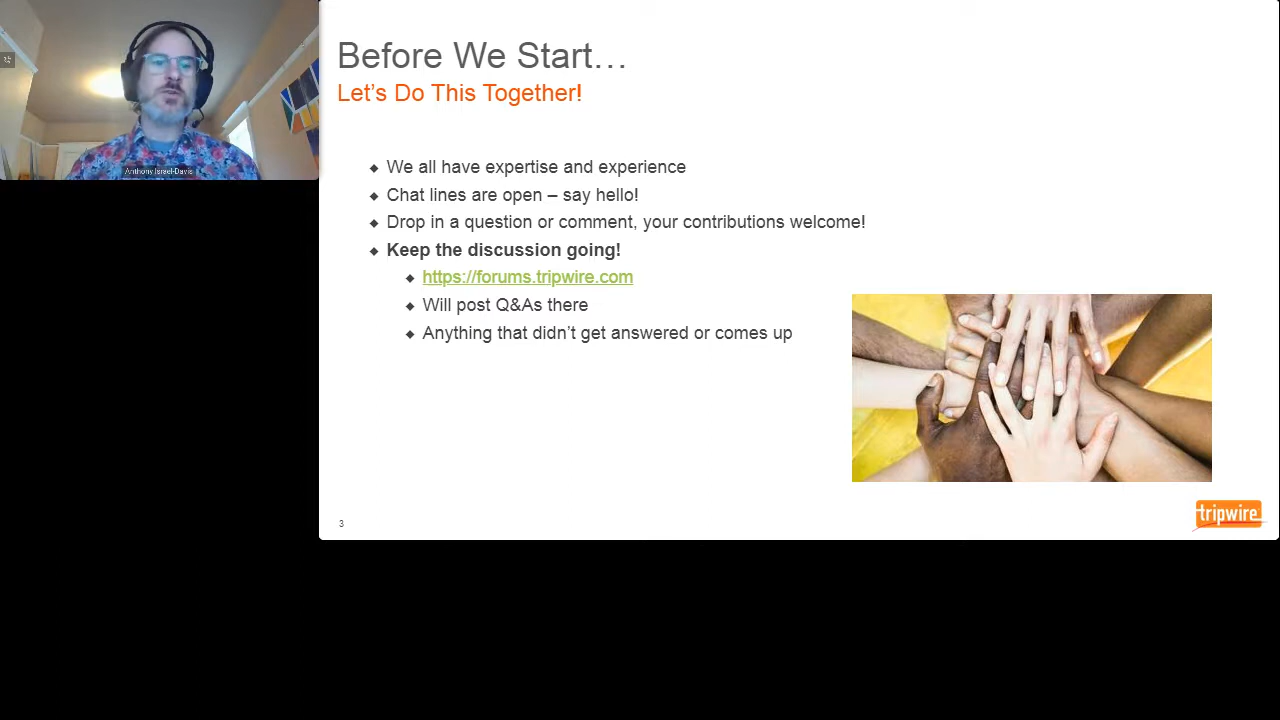 Anthony Israel-Davis
Before We Start…
Let’s Do This Together!
We all have expertise and experience
Chat lines are open – say hello!
Drop in a question or comment, your contributions welcome!
Keep the discussion going!
https://forums.tripwire.com
Will post Q&As there
Anything that didn’t get answered or comes up
3
tripwire